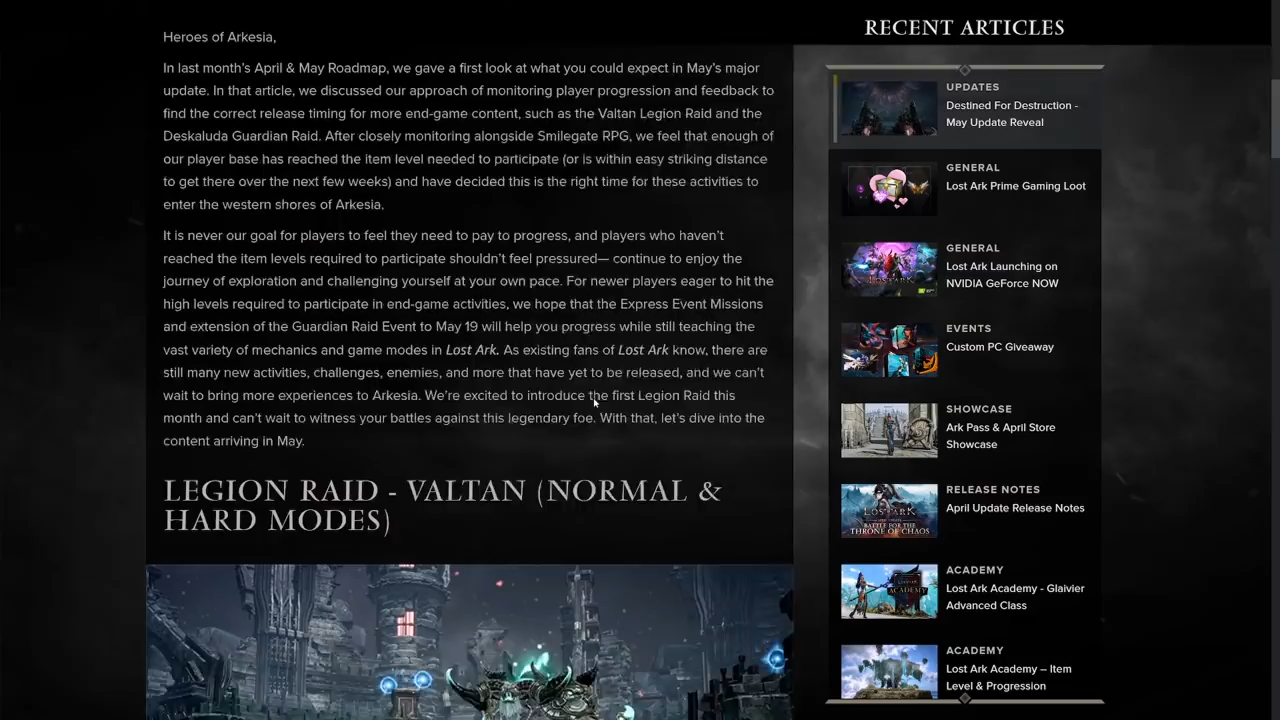 Heroes of Arkesia,
In last month's April & May Roadmap, we gave a first look at what you could expect in May's major
update. In that article, we discussed our approach of monitoring player progression and feedback to
find the correct release timing for more end-game content, such as the Valtan Legion Raid and the
Deskaluda Guardian Raid. After closely monitoring alongside Smilegate RPG, we feel that enough of
our player base has reached the item level needed to participate (or is within easy striking distance
to get there over the next few weeks) and have decided this is the right time for these activities to
enter the western shores of Arkesia.
It is never our goal for players to feel they need to pay to progress, and players who haven't
reached the item levels required to participate shouldn't feel pressured— continue to enjoy the
journey of exploration and challenging yourself at your own pace. For newer players eager to hit the
high levels required to participate in end-game activities, we hope that the Express Event Missions
and extension of the Guardian Raid Event to May 19 will help you progress while still teaching the
vast variety of mechanics and game modes in Lost Ark. As existing fans of Lost Ark know, there are
still many new activities, challenges, enemies, and more that have yet to be released, and we can't
wait to bring more experiences to Arkesia. We're excited to introduce the first Legion Raid this
month and can't wait to witness your battles against this legendary foe. With that, let's dive into the
content arriving in May.
LEGION RAID - VALTAN (NORMAL &
HARD MODES)
RECENT ARTICLES
UPDATES
Destined For Destruction -
May Update Reveal
GENERAL
Lost Ark Prime Gaming Loot
GENERAL
Lost Ark Launching on
NVIDIA GeForce NOW
EVENTS
Custom PC Giveaway
SHOWCASE
Ark Pass & April Store
Showcase
RELEASE NOTES
April Update Release Notes
LOST ARK
BATTLE FOR THE
THRONE OF CHAOS
ACADEMY
Lost Ark Academy - Glaivier
Advanced Class
ACADEMY
ACADEMY
Lost Ark Academy – Item
Level & Progression